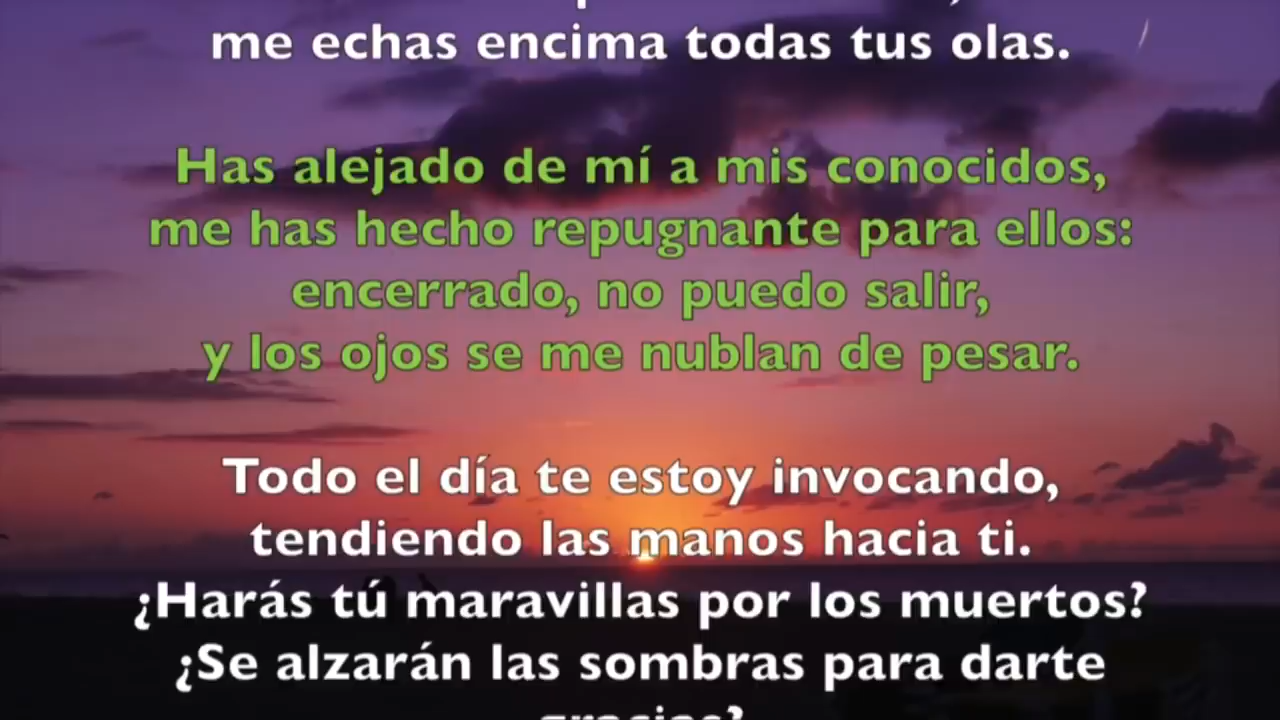 me echas encima todas tus olas.
Has alejado de mí a mis conocidos,
me has hecho repugnante para ellos:
encerrado, no puedo salir,
y los ojos se me nublan de pesar.
Todo el día te estoy invocando,
tendiendo las manos hacia ti.
¿Harás tú maravillas por los muertos?
¿Se alzarán las sombras para darte
gracias?